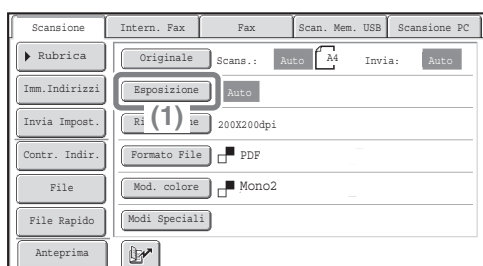 Scansione Intern. Fax Fax Scan. Mem. USB Scansione PC
Rubrica Originale Scans.: Auto A4 Invia: Auto
Imm.Indirizzi Esposizione Auto
Invia Impost. (1) 200X200dpi
Contr. Indir. Formato File PDF
File Mod. colore Mono2
File Rapido Modi Speciali
Anteprima